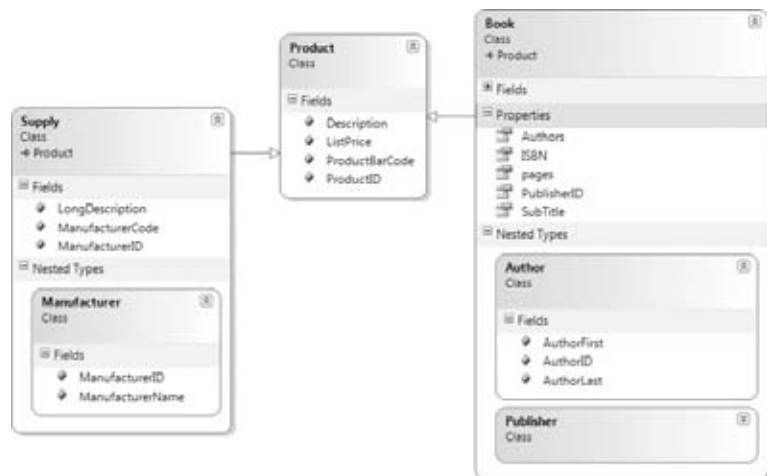 Supply
Class
→ Product
Fields
LongDescription
ManufacturerCode
ManufacturerID
Nested Types
Manufacturer
Class
Fields
ManufacturerID
ManufacturerName
Product
Class
Fields
Description
ListPrice
ProductBarCode
ProductID
Book
Class
→ Product
Fields
Properties
Authors
ISBN
pages
PublisherID
SubTitle
Nested Types
Author
Class
Fields
AuthorFirst
AuthorID
AuthorLast
Publisher
Class